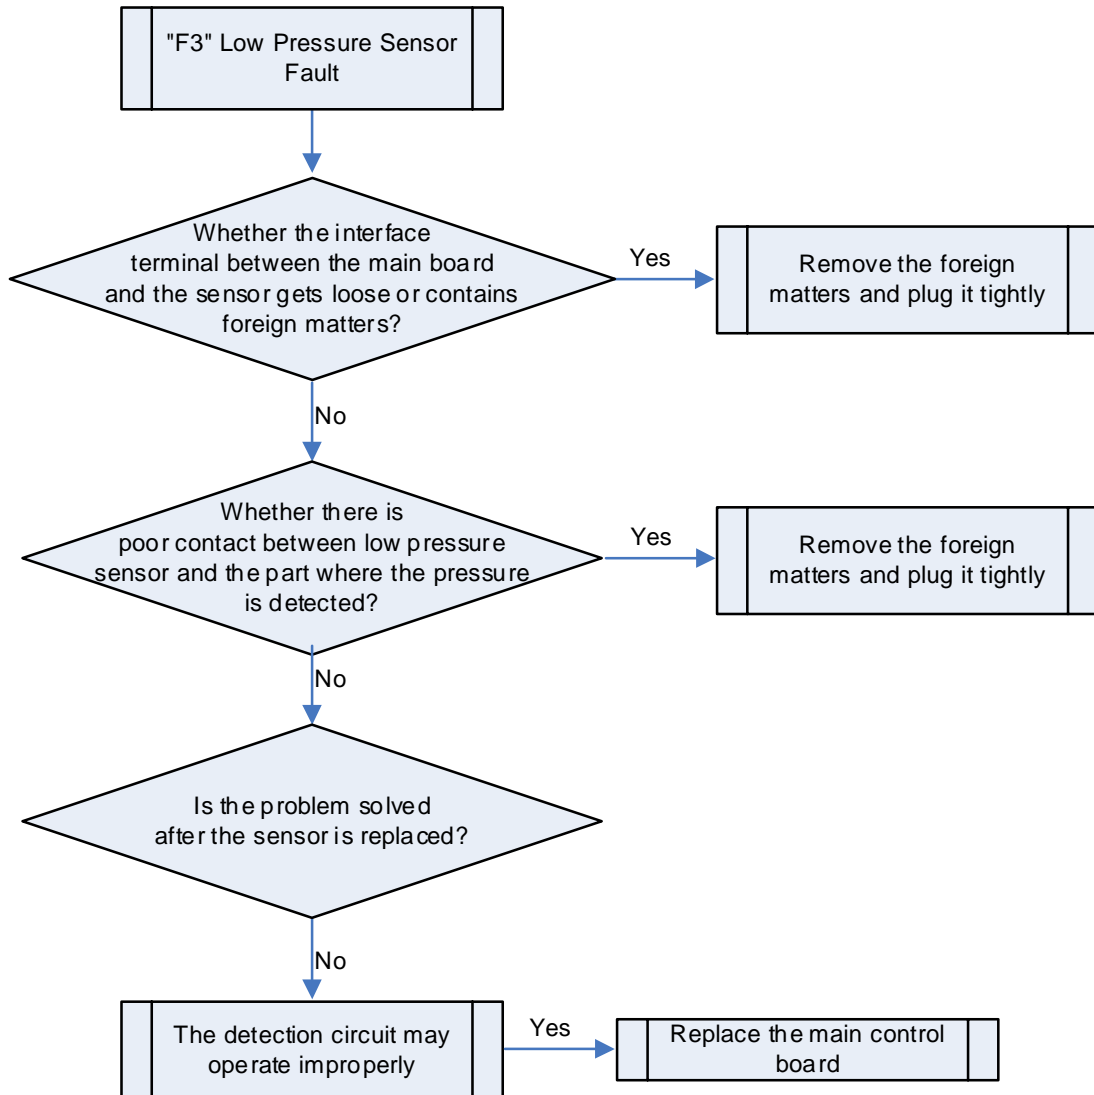 "F3" Low Pressure Sensor
Fault
Whether the interface
terminal between the main board
and the sensor gets loose or contains
foreign matters?
Yes
Remove the foreign
matters and plug it tightly
No
Whether there is
poor contact between low pressure
sensor and the part where the pressure
is detected?
Yes
Remove the foreign
matters and plug it tightly
No
Is the problem solved
after the sensor is replaced?
No
The detection circuit may
operate improperly
Yes
Replace the main control
board